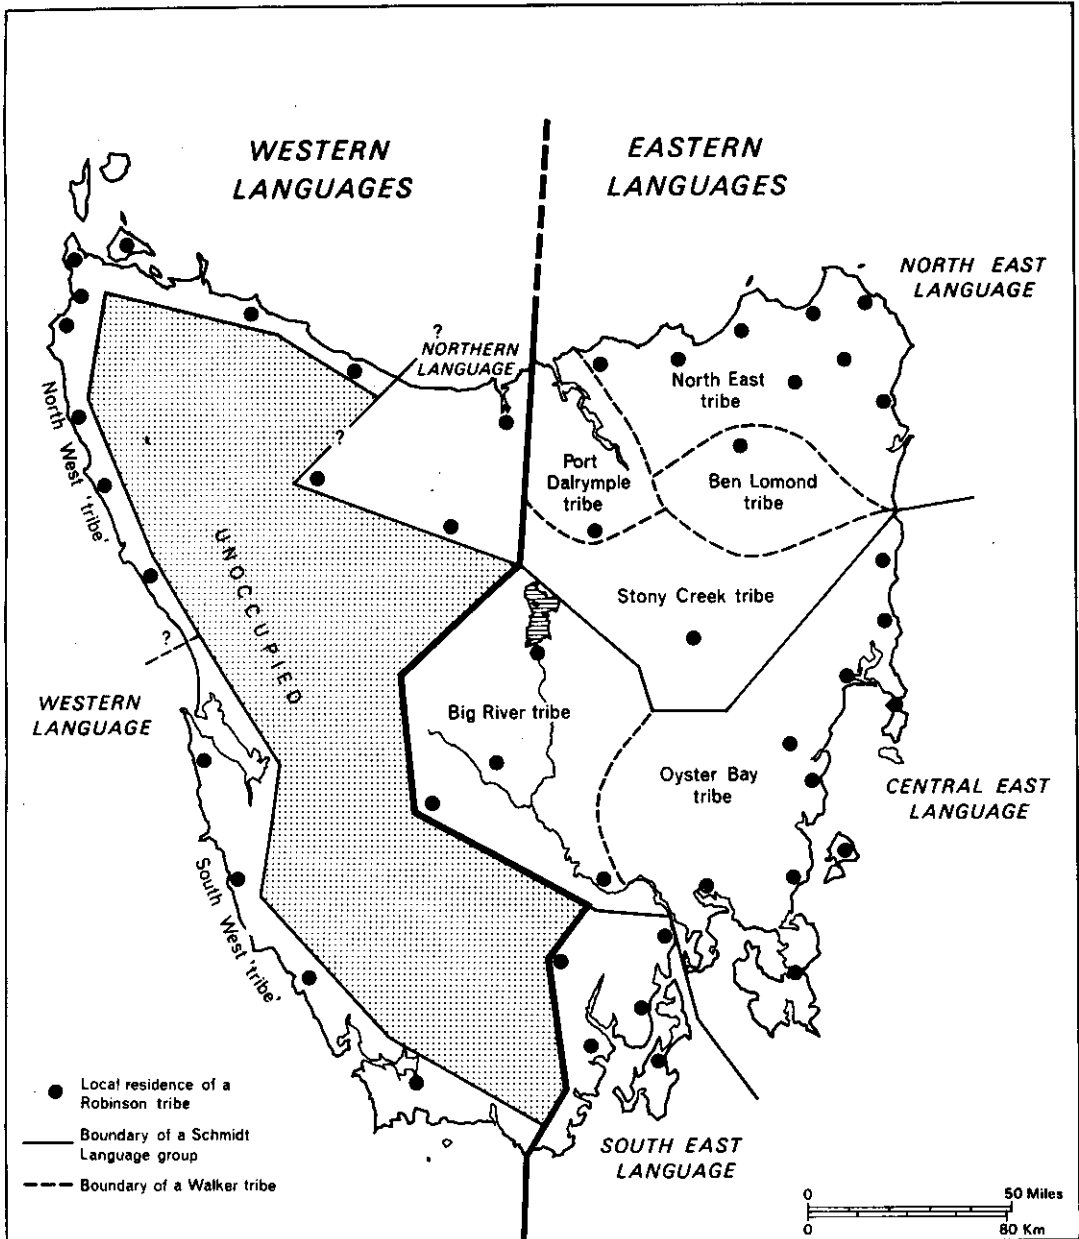 WESTERN
LANGUAGES
EASTERN
LANGUAGES
NORTH EAST
LANGUAGE
?
NORTHERN
LANGUAGE
?
North East
tribe
Port
Dalrymple
tribe
Ben Lomond
tribe
North West 'tribe'
UNOCCUPIED
Stony Creek tribe
?
WESTERN
LANGUAGE
Big River tribe
Oyster Bay
tribe
CENTRAL EAST
LANGUAGE
South West 'tribe'
SOUTH EAST
LANGUAGE
Local residence of a
Robinson tribe
Boundary of a Schmidt
Language group
Boundary of a Walker tribe
0 50 Miles
0 80 Km